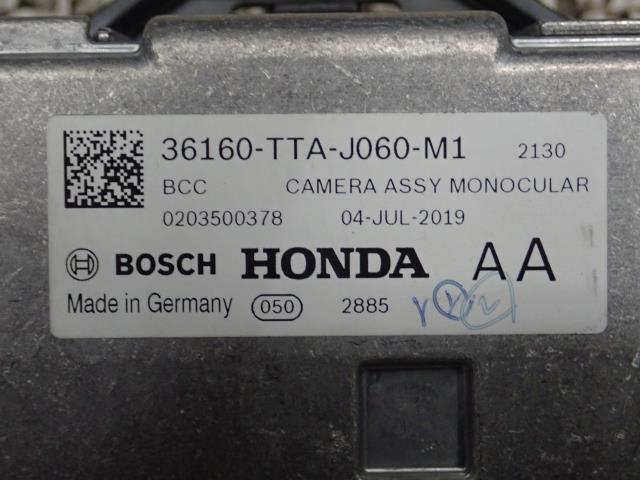 36160-TTA-J060-M1 2130
BCC CAMERA ASSY MONOCULAR
0203500378 04-JUL-2019
BOSCH HONDA AA
Made in Germany 050 2885